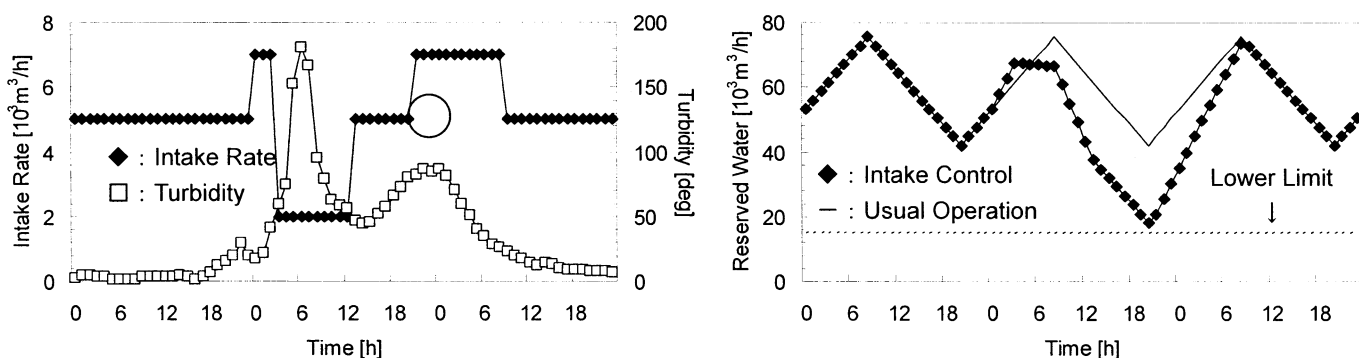 8
6
4
2
0
Intake Rate [10³m³/h]
200
150
100
50
0
Turbidity [deg]
◆ : Intake Rate
□ : Turbidity
0 6 12 18 0 6 12 18 0 6 12 18
Time [h]
80
60
40
20
0
Reserved Water [10³m³/h]
◆ : Intake Control
— : Usual Operation
Lower Limit
↓
0 6 12 18 0 6 12 18 0 6 12 18
Time [h]